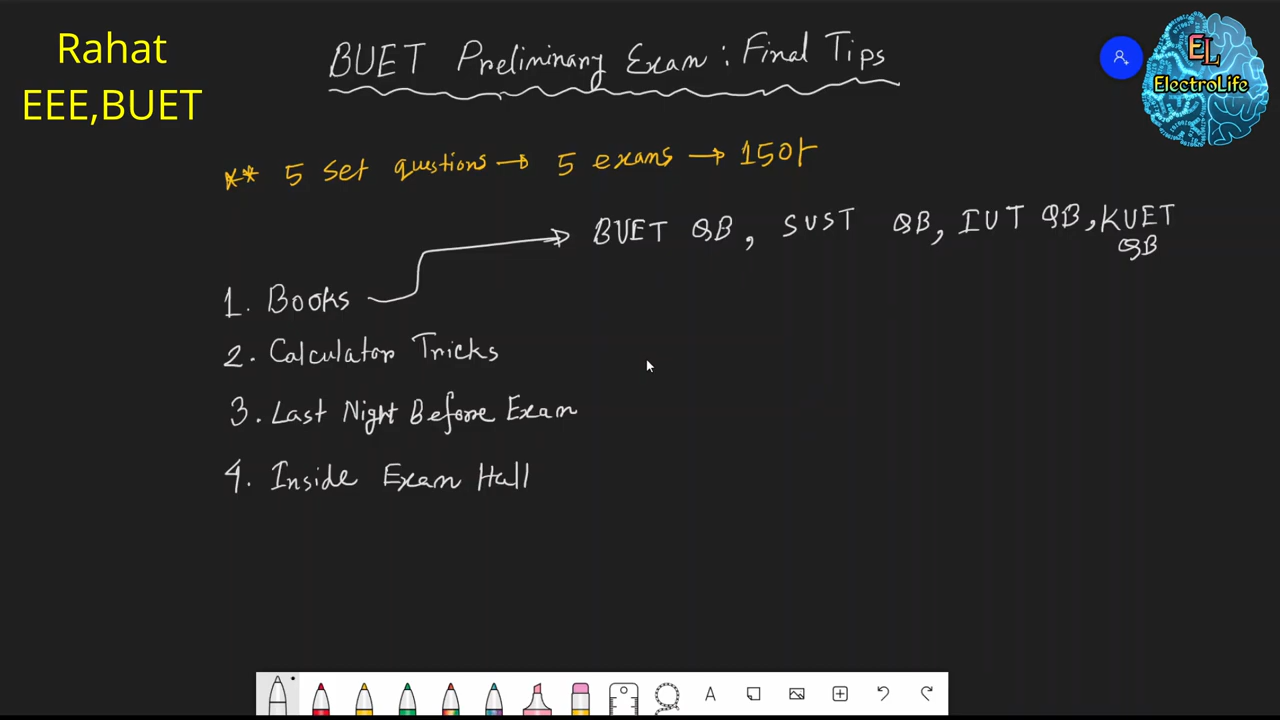 Rahat
EEE,BUET
BUET Preliminary Exam : Final Tips
EL
ElectroLife
** 5 set questions → 5 exams → 150+
BUET QB, SUST QB, IUT QB, KUET QB
1. Books
2. Calculator Tricks
3. Last Night Before Exam
4. Inside Exam Hall
A